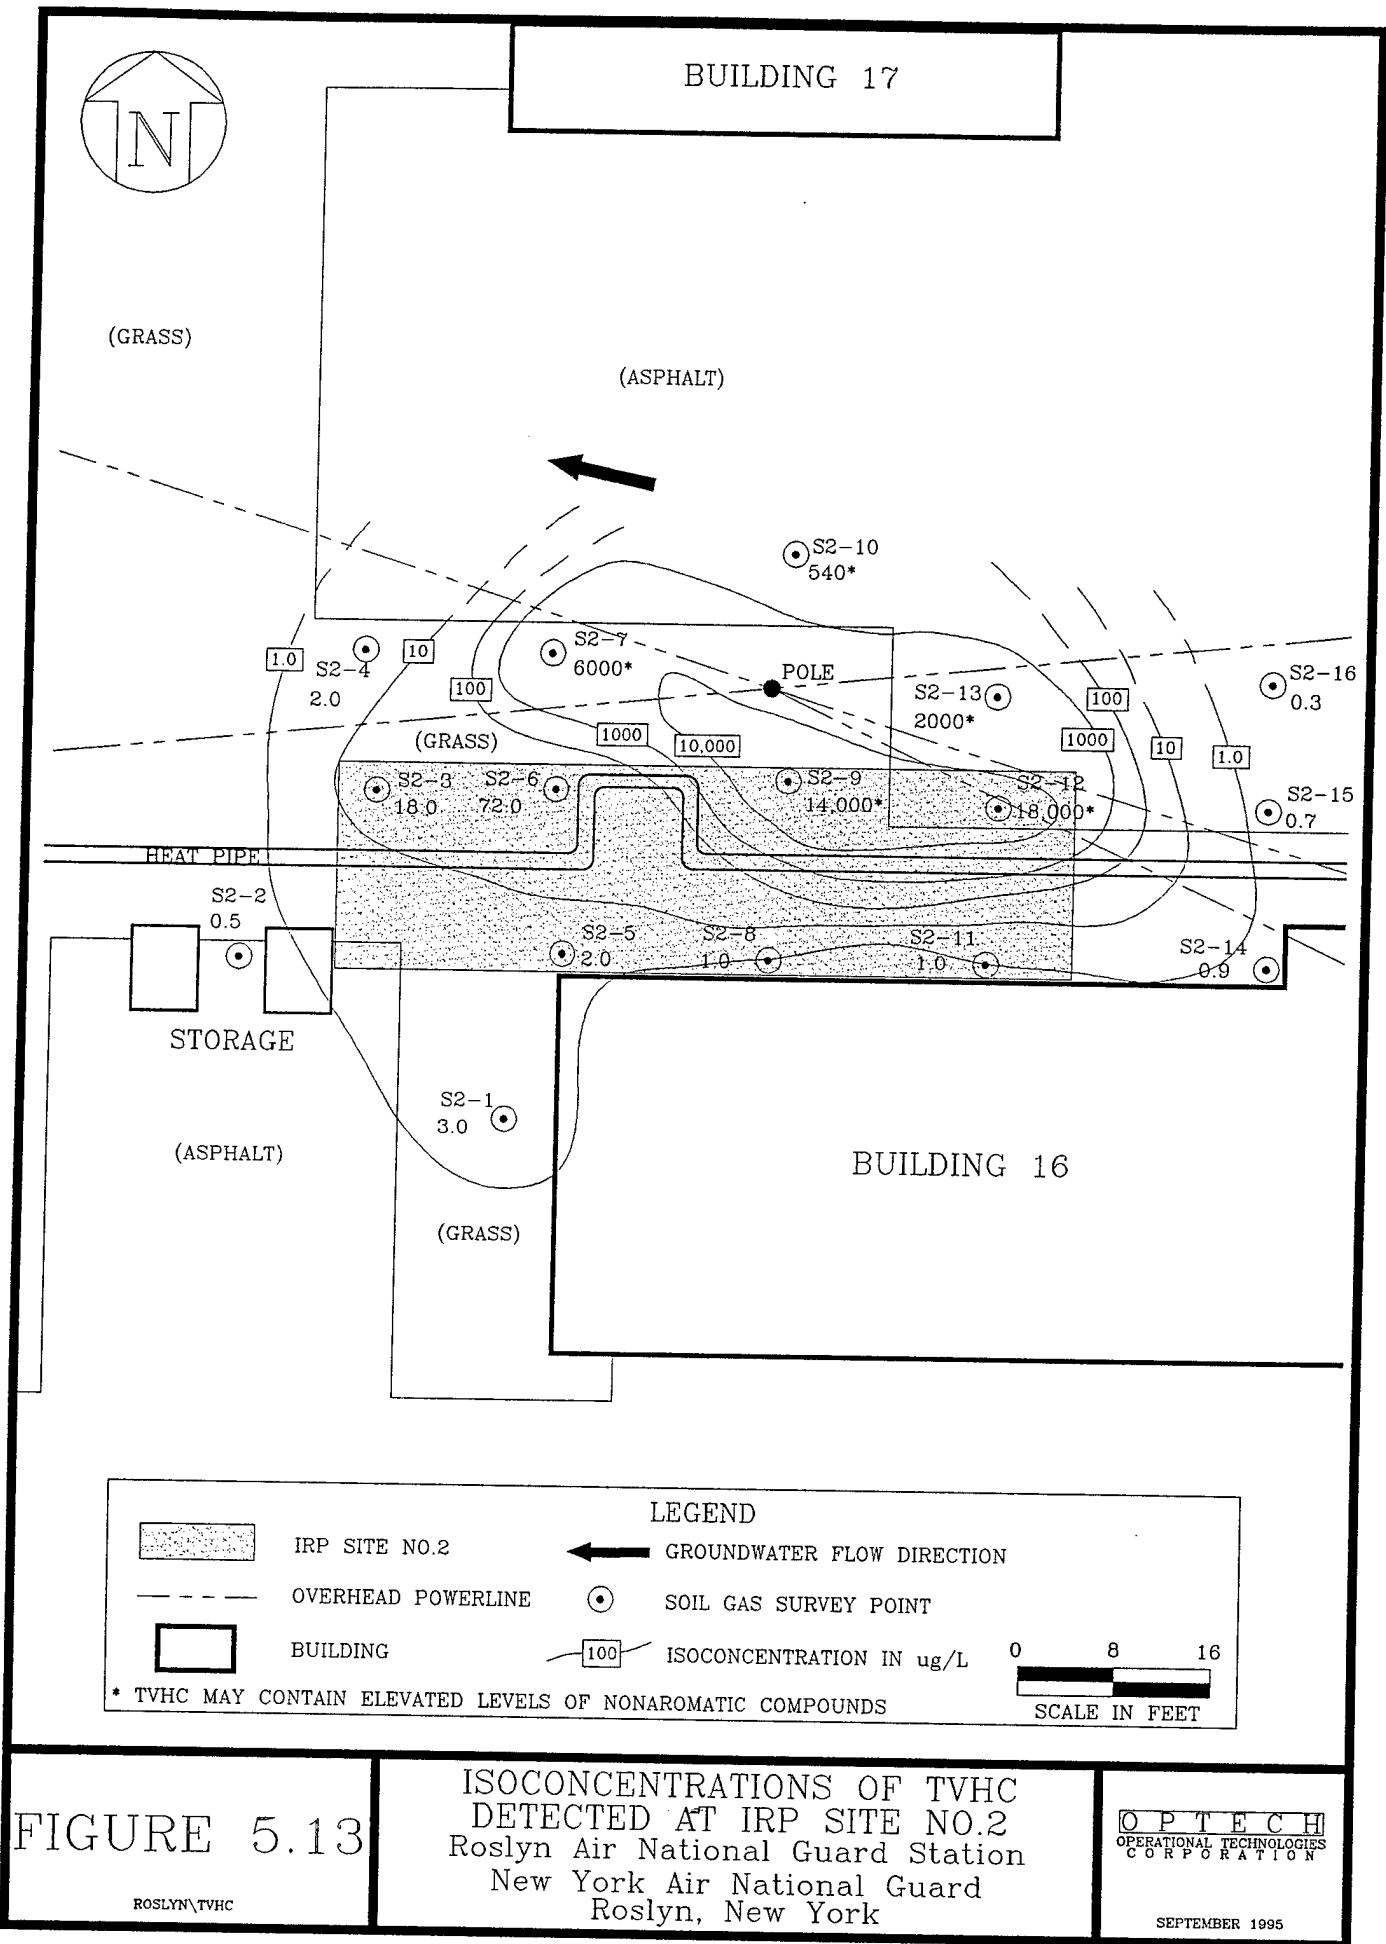 BUILDING 17
N
(GRASS)
(ASPHALT)
S2-10
540*
1.0
S2-4
2.0
10
S2-7
6000*
100
POLE
S2-13
2000*
100
S2-16
0.3
(GRASS)
1000
10,000
1000
10
1.0
S2-3
18.0
S2-6
72.0
S2-9
14,000*
S2-12
18,000*
S2-15
0.7
HEAT PIPE
S2-2
0.5
S2-5
2.0
S2-8
1.0
S2-11
1.0
S2-14
0.9
STORAGE
S2-1
3.0
(ASPHALT)
BUILDING 16
(GRASS)
LEGEND
IRP SITE NO.2
GROUNDWATER FLOW DIRECTION
OVERHEAD POWERLINE
SOIL GAS SURVEY POINT
BUILDING
100
ISOCONCENTRATION IN ug/L
0 8 16
SCALE IN FEET
* TVHC MAY CONTAIN ELEVATED LEVELS OF NONAROMATIC COMPOUNDS
FIGURE 5.13
ROSLYN\TVHC
ISOCONCENTRATIONS OF TVHC
DETECTED AT IRP SITE NO.2
Roslyn Air National Guard Station
New York Air National Guard
Roslyn, New York
OPTECH
OPERATIONAL TECHNOLOGIES
CORPORATION
SEPTEMBER 1995